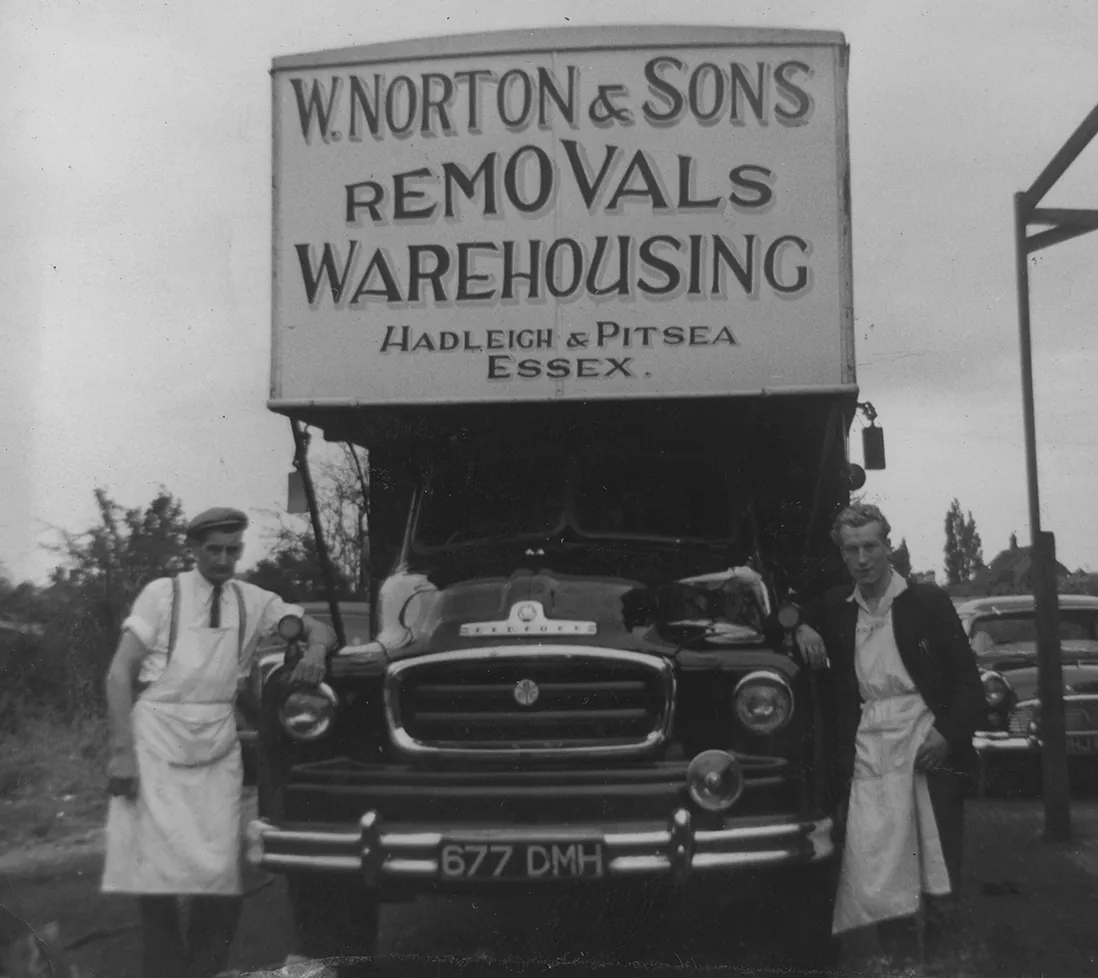 W. NORTON & SONS
REMOVALS
WAREHOUSING
HADLEIGH & PITSEA
ESSEX.
677 DMH